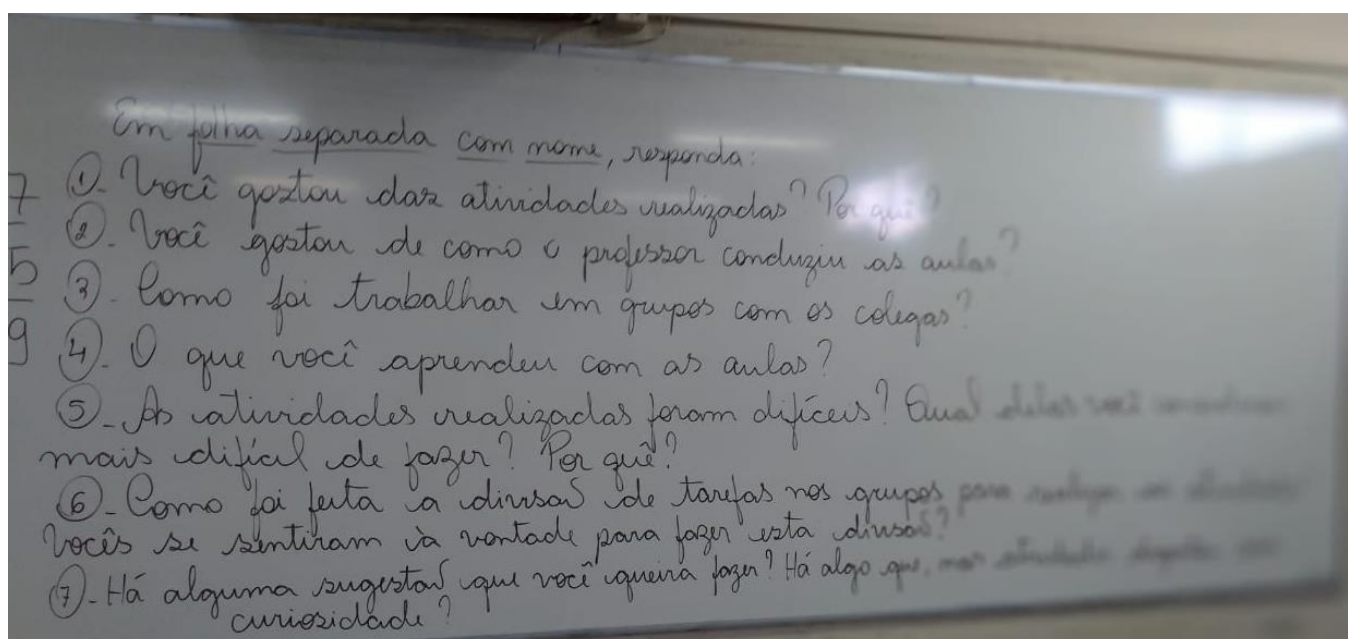 Em folha separada com nome, responda:
7 ①. Você gostou das atividades realizadas? Por quê?
②. Você gostou de como o professor conduziu as aulas?
5 ③. Como foi trabalhar em grupos com os colegas?
9 ④. O que você aprendeu com as aulas?
⑤- As atividades realizadas foram difíceis? Qual delas você
mais difícil de fazer? Por quê?
⑥- Como foi feita a divisão de tarefas nos grupos para
Vocês se sentiram à vontade para fazer esta divisão?
⑦- Há alguma sugestão que você queira fazer? Há algo que, nas
curiosidade?